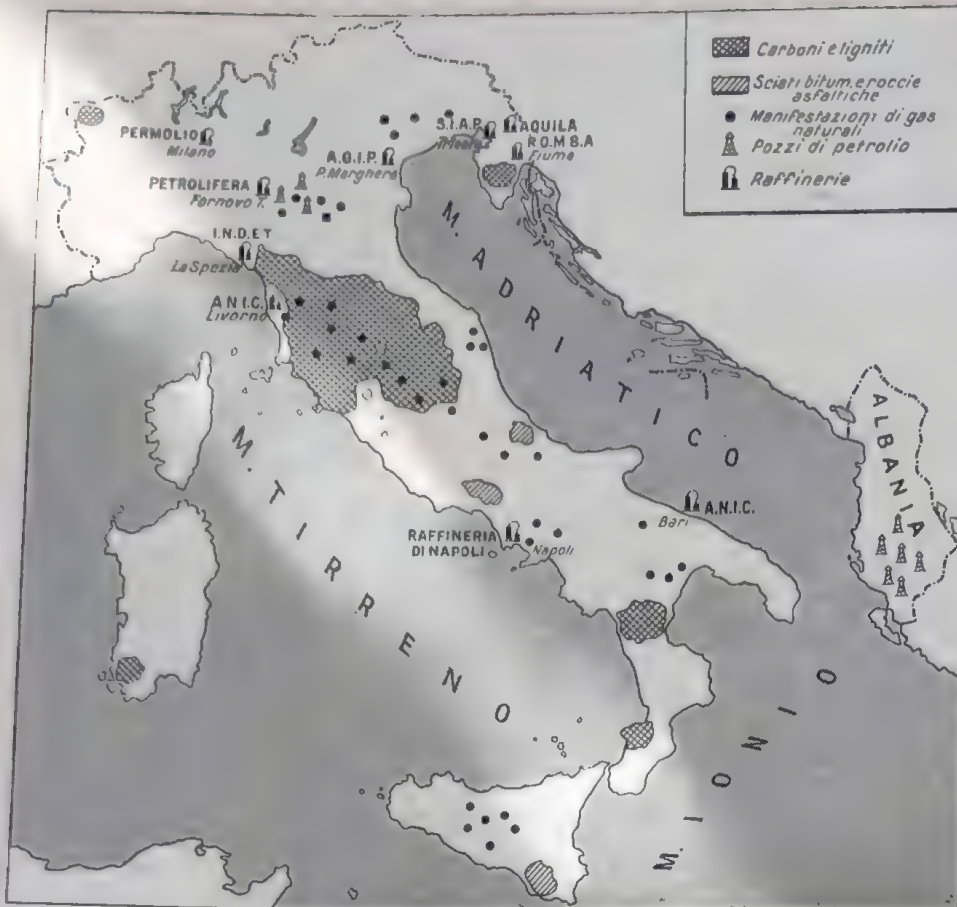 Carboni e ligniti
Sciati bitum. e roccie
asfaltiche
Manifestazioni di gas
naturali
Pozzi di petrolio
Raffinerie
PERMOLIO
Milano
S.I.A.P.
AQUILA
R.O.M.B.A
Fiume
A.G.I.P.
P. Marghera
PETROLIFERA
Fornovo T.
I.N.D.E.T
La Spezia
A.N.I.C.
Livorno
M. ADRIATICO
ALBANIA
M. TIRRENO
A.N.I.C.
Bari
RAFFINERIA
DI NAPOLI
Napoli
M. IONIO